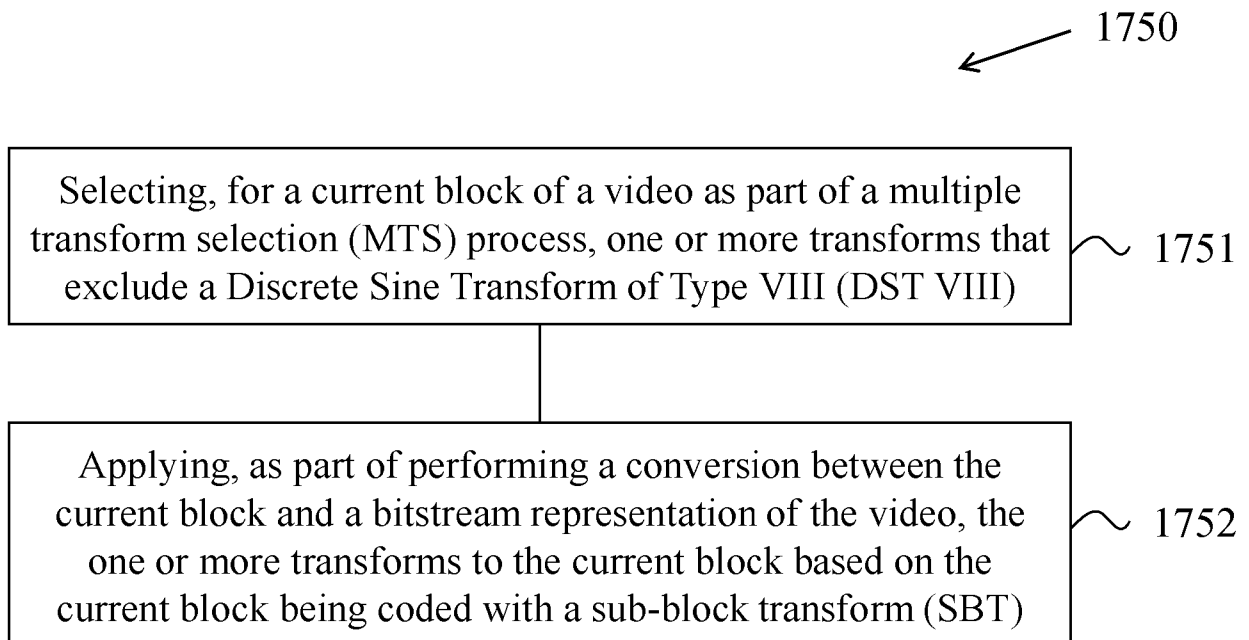 1750
Selecting, for a current block of a video as part of a multiple
transform selection (MTS) process, one or more transforms that
exclude a Discrete Sine Transform of Type VIII (DST VIII)
1751
Applying, as part of performing a conversion between the
current block and a bitstream representation of the video, the
one or more transforms to the current block based on the
current block being coded with a sub-block transform (SBT)
1752